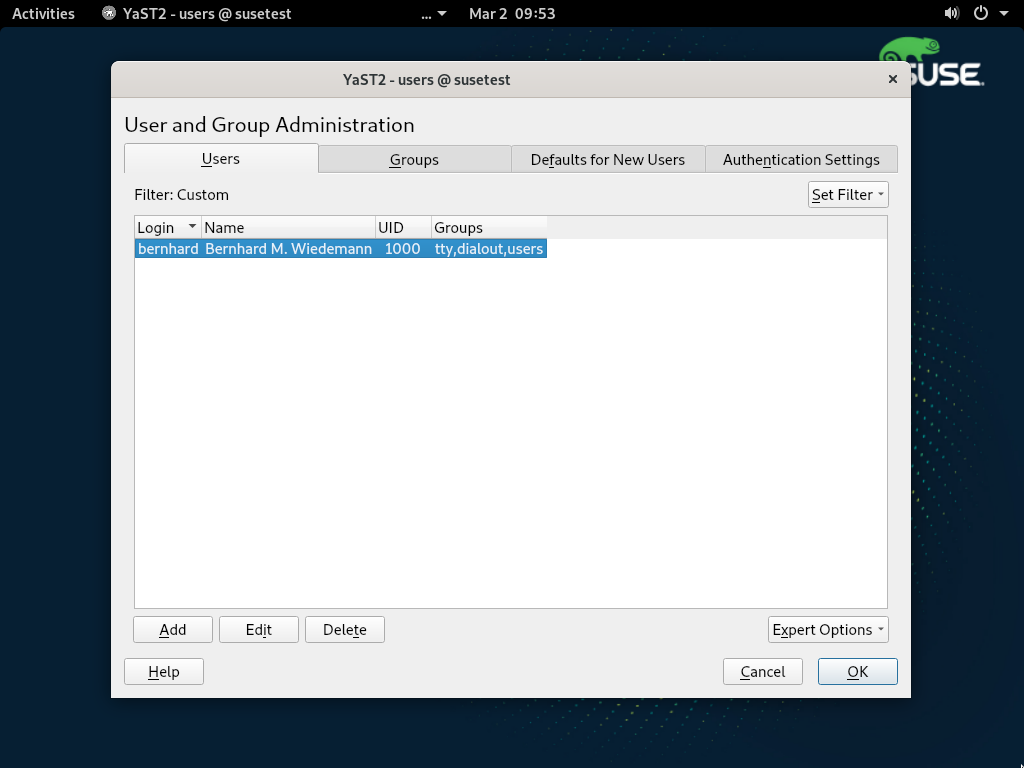 Activities YaST2 - users @ susetest ... Mar 2 09:53
SUSE
YaST2 - users @ susetest
User and Group Administration
Users Groups Defaults for New Users Authentication Settings
Filter: Custom Set Filter
Login Name UID Groups
bernhard Bernhard M. Wiedemann 1000 tty,dialout,users
Add Edit Delete Expert Options
Help Cancel OK